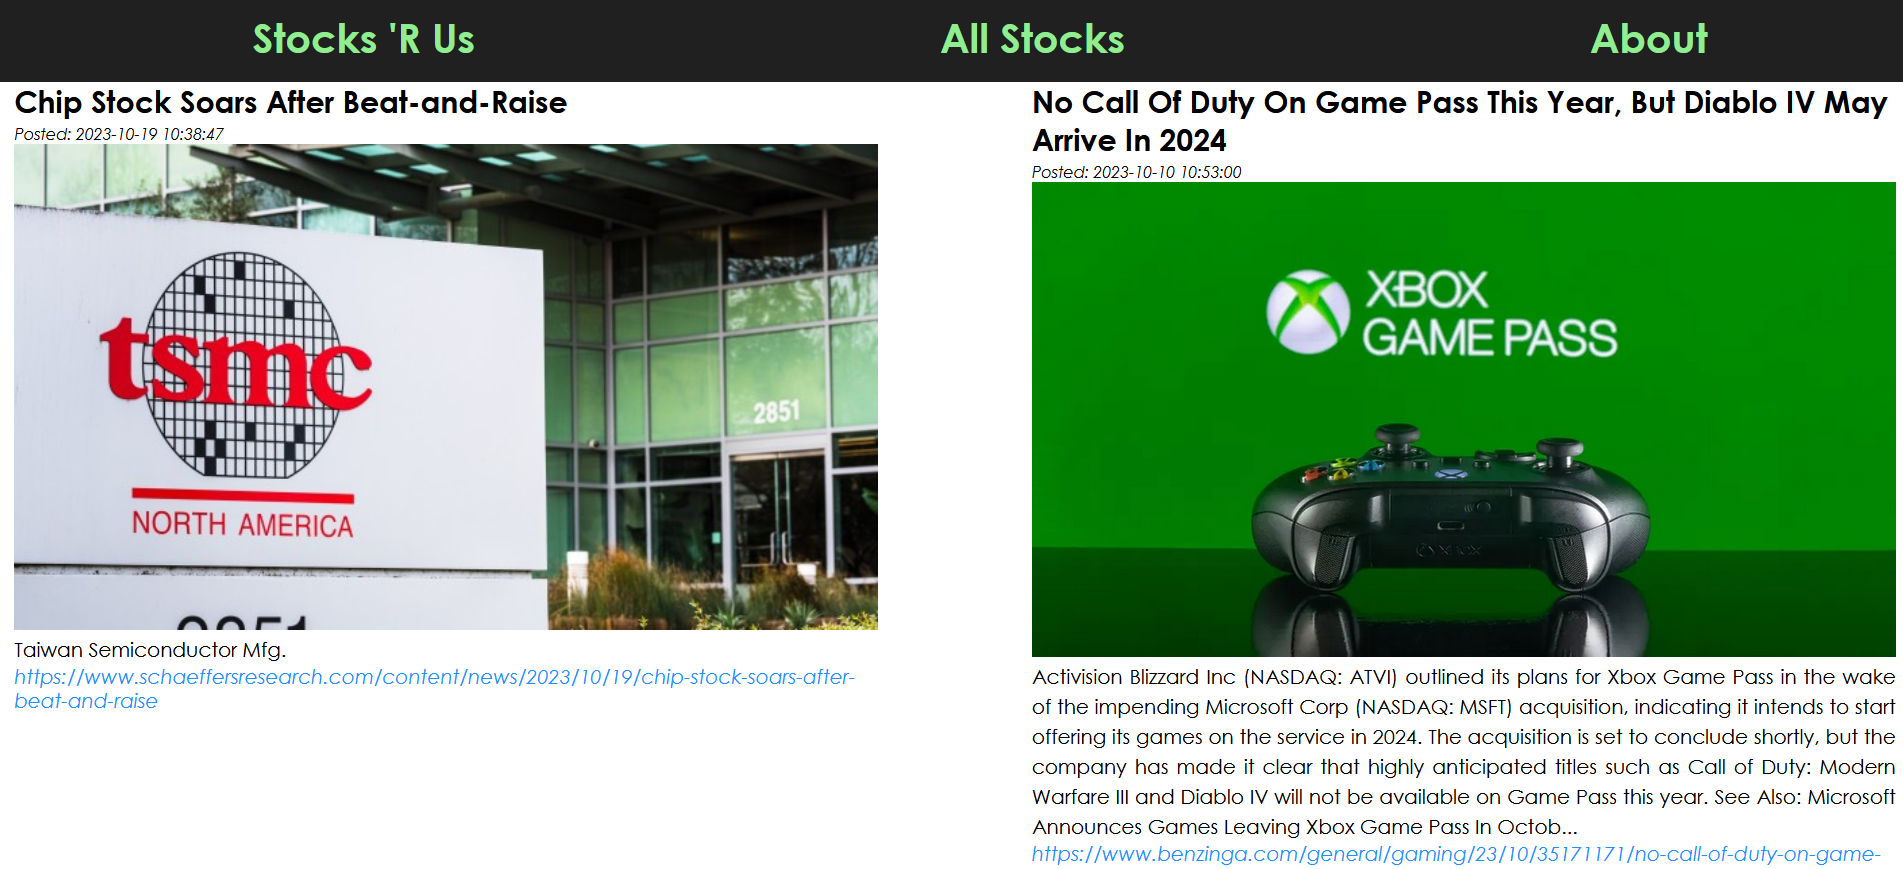 Stocks 'R Us
All Stocks
About
Chip Stock Soars After Beat-and-Raise
Posted: 2023-10-19 10:38:47
tsmc
NORTH AMERICA
2851
2851
Taiwan Semiconductor Mfg.
https://www.schaeffersresearch.com/content/news/2023/10/19/chip-stock-soars-after-
beat-and-raise
No Call Of Duty On Game Pass This Year, But Diablo IV May
Arrive In 2024
Posted: 2023-10-10 10:53:00
XBOX
GAME PASS
XBOX
Activision Blizzard Inc (NASDAQ: ATVI) outlined its plans for Xbox Game Pass in the wake
of the impending Microsoft Corp (NASDAQ: MSFT) acquisition, indicating it intends to start
offering its games on the service in 2024. The acquisition is set to conclude shortly, but the
company has made it clear that highly anticipated titles such as Call of Duty: Modern
Warfare III and Diablo IV will not be available on Game Pass this year. See Also: Microsoft
Announces Games Leaving Xbox Game Pass In Octob...
https://www.benzinga.com/general/gaming/23/10/35171171/no-call-of-duty-on-game-